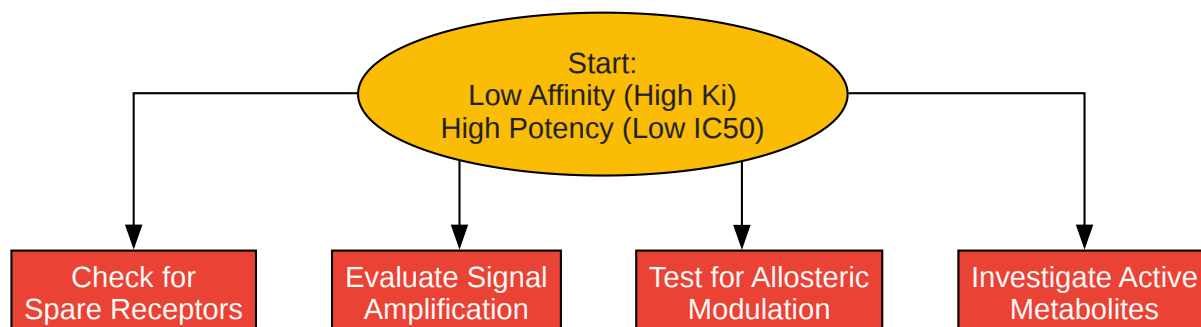 Start:
Low Affinity (High Ki)
High Potency (Low IC50)
Check for
Spare Receptors
Evaluate Signal
Amplification
Test for Allosteric
Modulation
Investigate Active
Metabolites